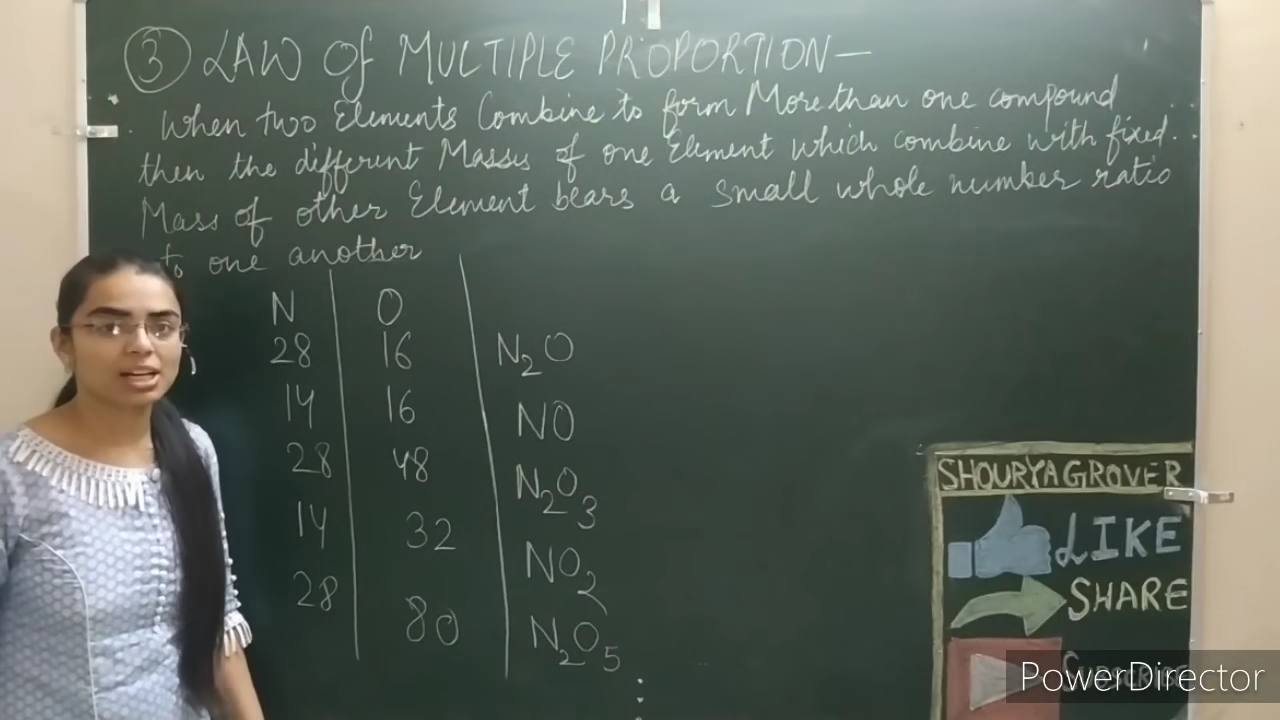 3 LAW Of MULTIPLE PROPORTION —
When two Elements Combine to form More than one compound
then the different Masses of one Element which combine with fixed
Mass of other Element bears a small whole number ratio
to one another
N O
28 16 N2O
14 16 NO
28 48 N2O3
14 32 NO2
28 80 N2O5
SHOURYA GROVER
LIKE
SHARE
SUBSCRIBE
PowerDirector